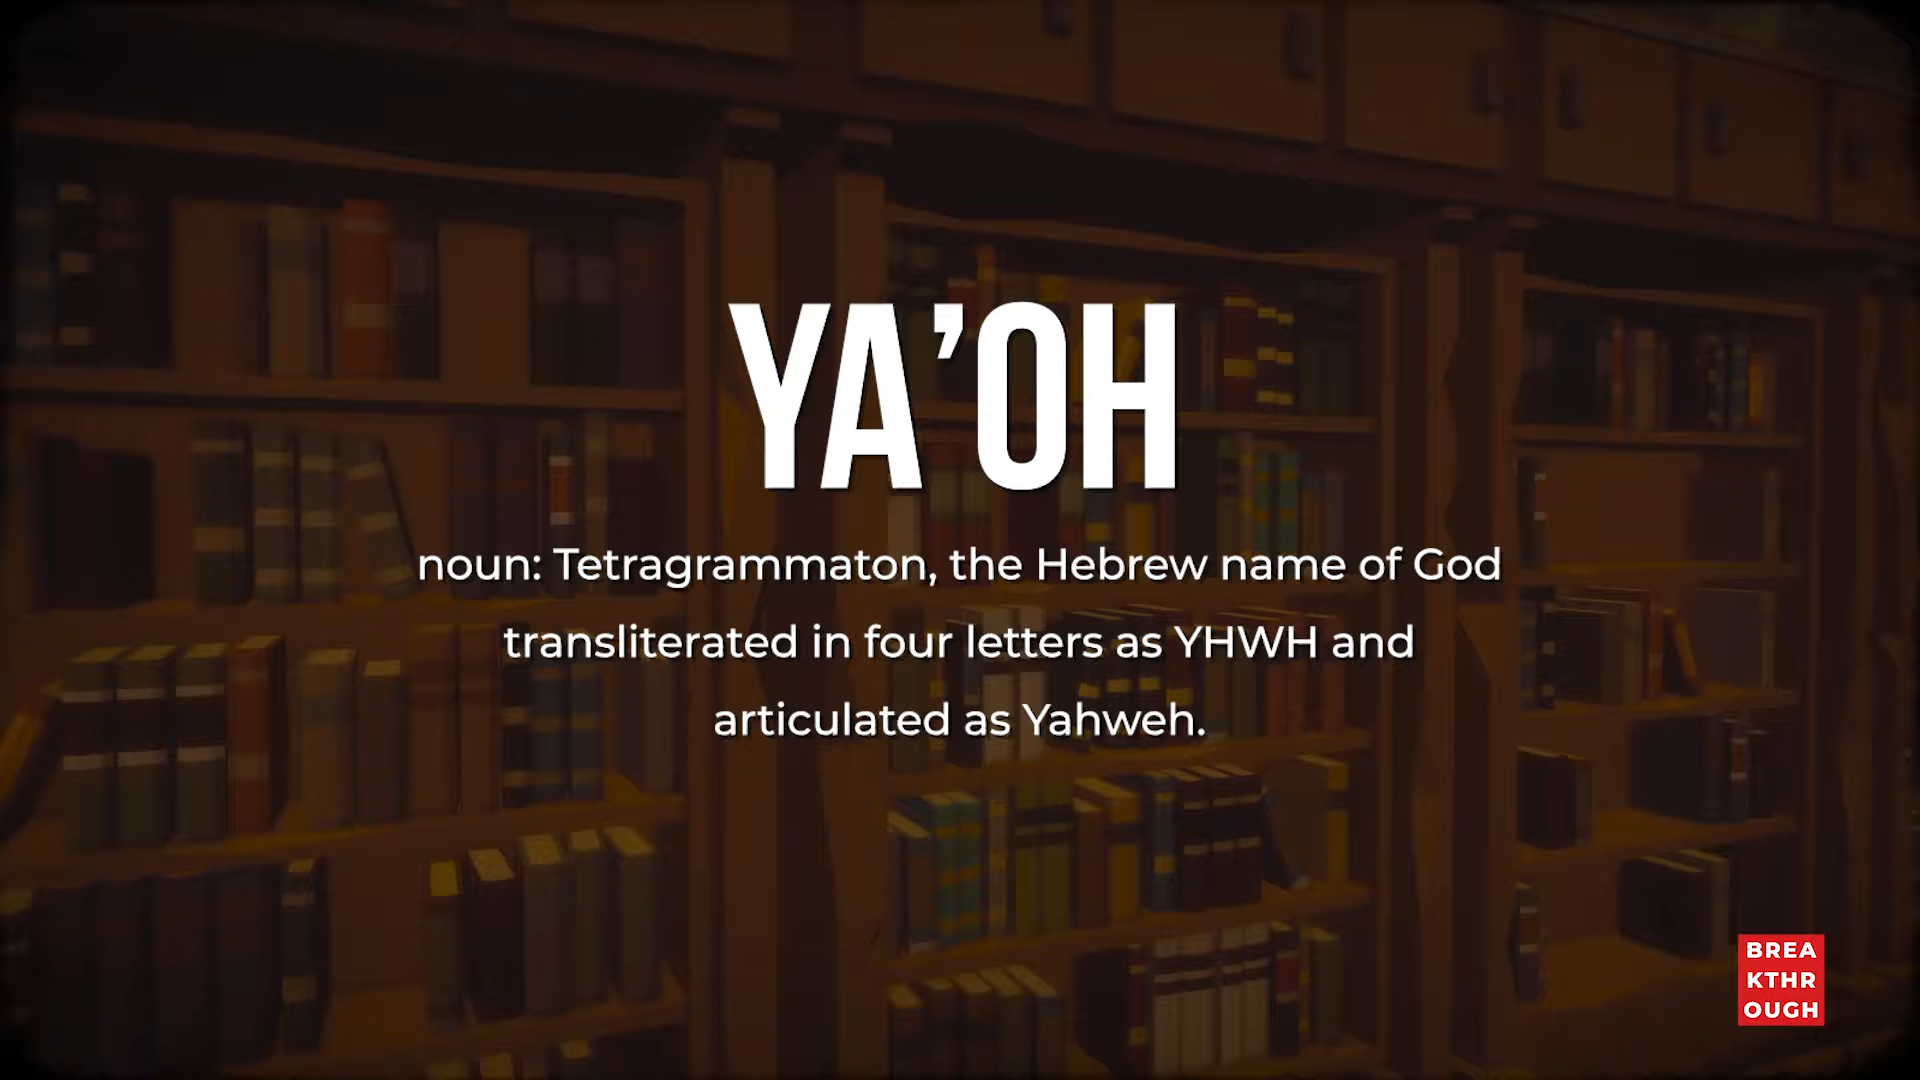 YA’OH
noun: Tetragrammaton, the Hebrew name of God
transliterated in four letters as YHWH and
articulated as Yahweh.
BREA
KTHR
OUGH